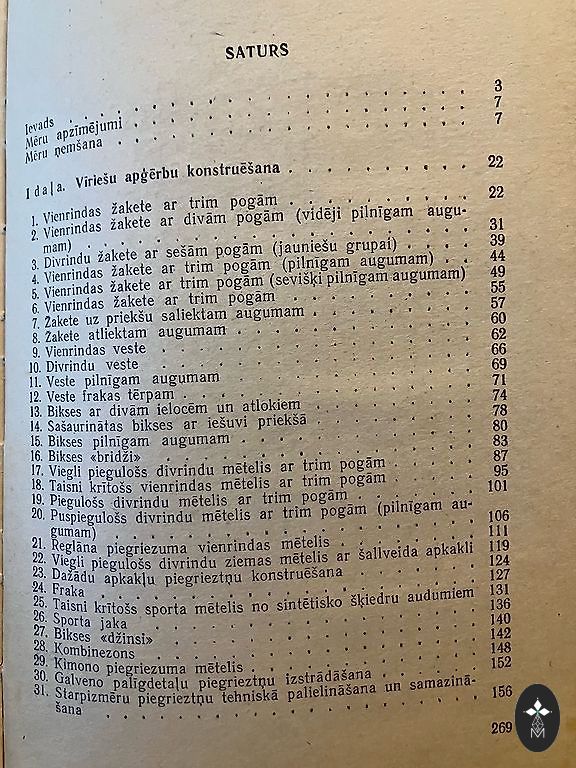 SATURS
Ievads . . . . . . . . . . . . . . 3
Mēru apzīmējumi . . . . . . . . . . . . 7
Mēru ņemšana . . . . . . . . . . . . 7
I daļa. Vīriešu apģērbu konstruēšana . . . . . . . 22
1. Vienrindas žakete ar trim pogām . . . . . . . 22
2. Vienrindas žakete ar divām pogām (vidēji pilnīgam augu-
mam) . . . . . . . . . . . . . . 31
3. Divrindu žakete ar sešām pogām (jauniešu grupai) . . . . 39
4. Vienrindas žakete ar trim pogām (pilnīgam augumam) . . 44
5. Vienrindas žakete ar trim pogām (sevišķi pilnīgam augumam) 49
6. Vienrindas žakete ar trim pogām . . . . . . . 55
7. Žakete uz priekšu saliektam augumam . . . . . . 57
8. Žakete atliektam augumam . . . . . . . . 60
9. Vienrindas veste . . . . . . . . . . . 62
10. Divrindu veste . . . . . . . . . . . 66
11. Veste pilnīgam augumam . . . . . . . . . 69
12. Veste frakas tērpam . . . . . . . . . . 71
13. Bikses ar divām ielocēm un atlokiem . . . . . . 74
14. Sašaurinātas bikses ar iešuvi priekšā . . . . . . 78
15. Bikses pilnīgam augumam . . . . . . . . 80
16. Bikses «bridži» . . . . . . . . . . . 83
17. Viegli piegulošs divrindu mētelis ar trim pogām . . . . 87
18. Taisni krītošs vienrindas mētelis ar trim pogām . . . . 95
19. Piegulošs divrindu mētelis ar trim pogām . . . . . 101
20. Puspiegulošs divrindu mētelis ar trim pogām (pilnīgam au-
gumam) . . . . . . . . . . . . . 106
21. Reglāna piegriezuma vienrindas mētelis . . . . . 111
22. Viegli piegulošs divrindu ziemas mētelis ar šallveida apkakli 119
23. Dažādu apkakļu piegrieztņu konstruēšana . . . . . 124
24. Fraka . . . . . . . . . . . . . . 127
25. Taisni krītošs sporta mētelis no sintētisko šķiedru audumiem 131
26. Sporta jaka . . . . . . . . . . . . 136
27. Bikses «džinsi» . . . . . . . . . . . 140
28. Kombinezons . . . . . . . . . . . . 142
29. Kimono piegriezuma mētelis . . . . . . . . 148
30. Galveno palīgdetaļu piegrieztņu izstrādāšana . . . . 152
31. Starpizmēru piegrieztņu tehniskā palielināšana un samazinā-
šana . . . . . . . . . . . . . . 156
269
M